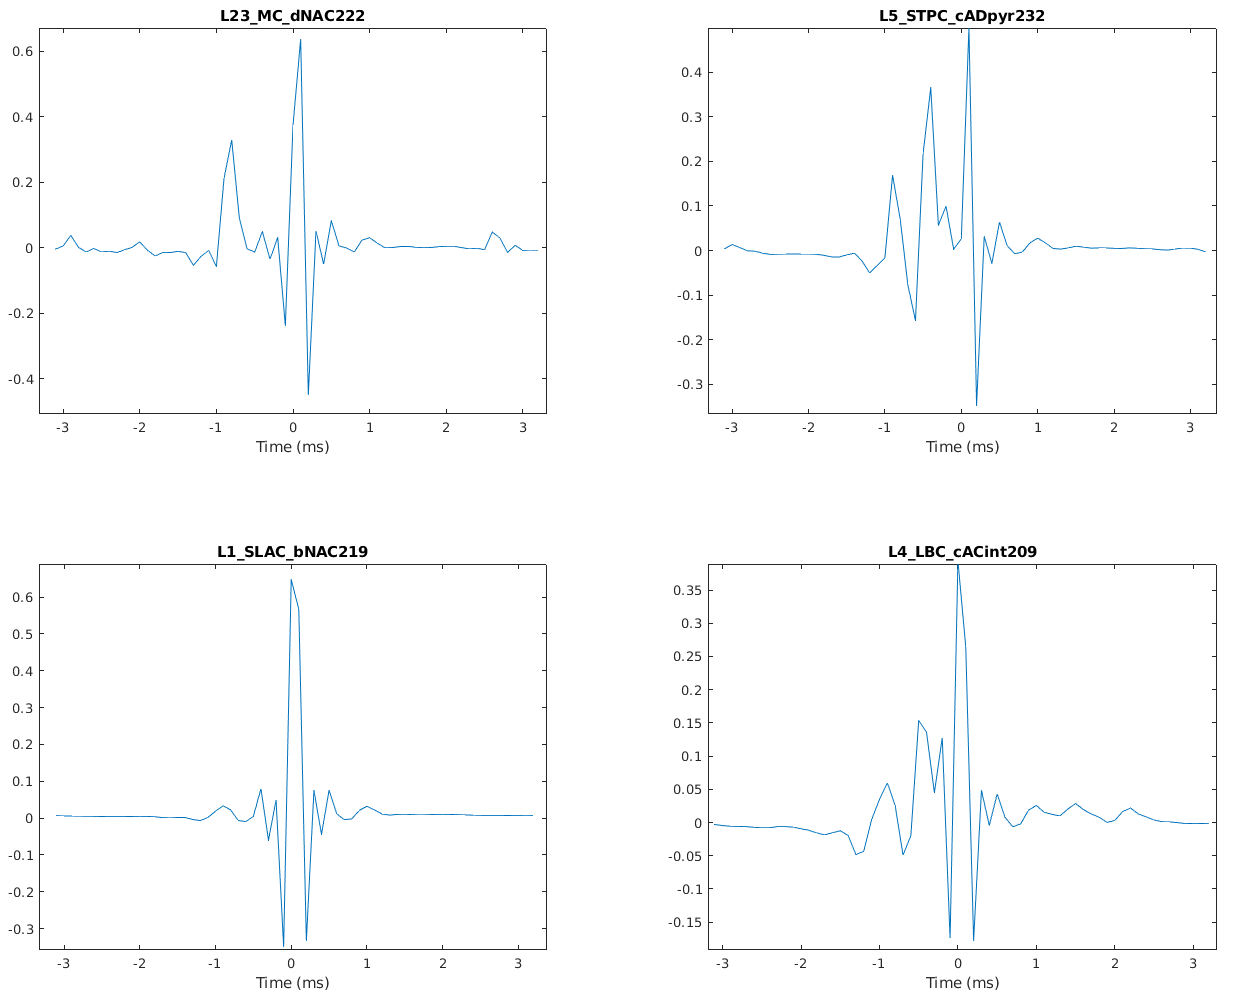 L23_MC_dNAC222
0.6
0.4
0.2
0
-0.2
-0.4
-3 -2 -1 0 1 2 3
Time (ms)
L5_STPC_cADpyr232
0.4
0.3
0.2
0.1
0
-0.1
-0.2
-0.3
-3 -2 -1 0 1 2 3
Time (ms)
L1_SLAC_bNAC219
0.6
0.5
0.4
0.3
0.2
0.1
0
-0.1
-0.2
-0.3
-3 -2 -1 0 1 2 3
Time (ms)
L4_LBC_cACint209
0.35
0.3
0.25
0.2
0.15
0.1
0.05
0
-0.05
-0.1
-0.15
-3 -2 -1 0 1 2 3
Time (ms)